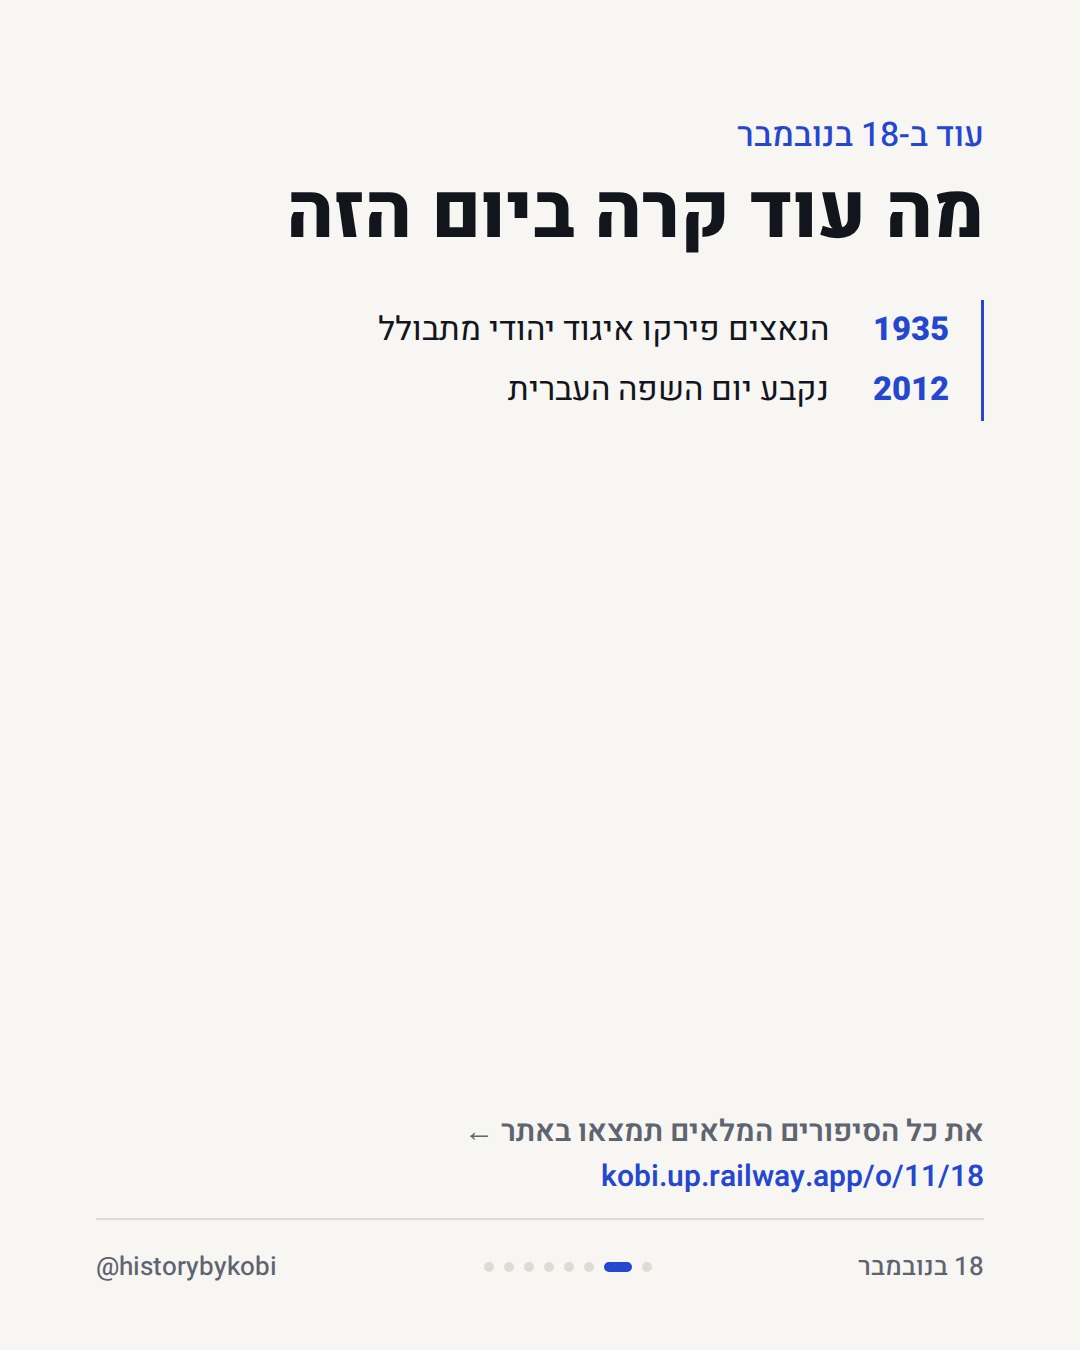 עוד ב-18 בנובמבר
מה עוד קרה ביום הזה
1935 הנאצים פירקו איגוד יהודי מתבולל
2012 נקבע יום השפה העברית
את כל הסיפורים המלאים תמצאו באתר ←
kobi.up.railway.app/o/11/18
18 בנובמבר
@historybykobi